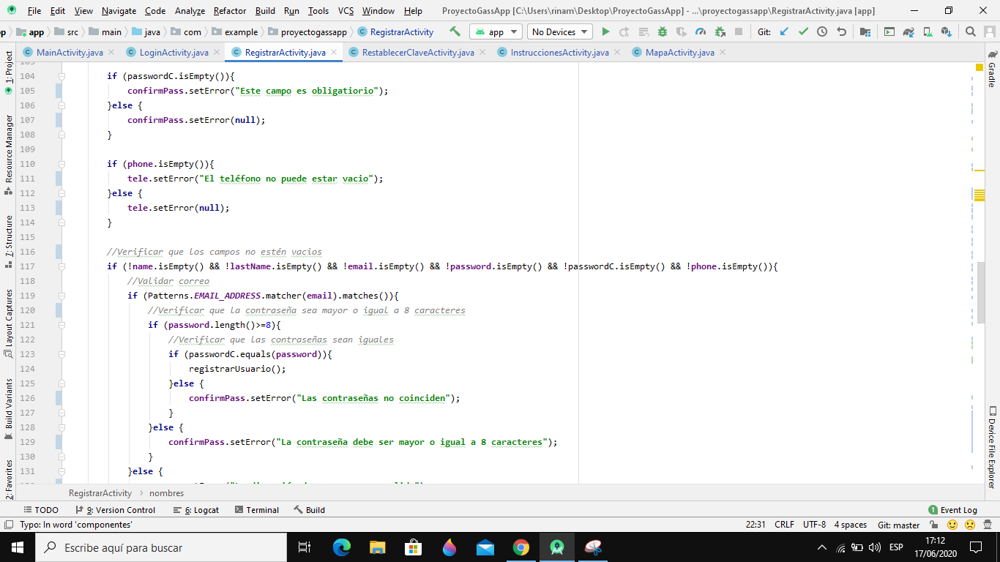 File Edit View Navigate Code Analyze Refactor Build Run Tools VCS Window Help ProyectoGassApp [C:\Users\rinam\Desktop\ProyectoGassApp] - ...\proyectogassapp\RegistrarActivity.java [app]
app src main java com example proyectogassapp RegistrarActivity app No Devices Git:
MainActivity.java LoginActivity.java RegistrarActivity.java RestablecerClaveActivity.java InstruccionesActivity.java MapaActivity.java
1: Project
Resource Manager
7: Structure
Layout Captures
Build Variants
2: Favorites
104 if (passwordC.isEmpty()){
105 confirmPass.setError("Este campo es obligatiorio");
106 }else {
107 confirmPass.setError(null);
108 }
109
110 if (phone.isEmpty()){
111 tele.setError("El teléfono no puede estar vacio");
112 }else {
113 tele.setError(null);
114 }
115
116 //Verificar que los campos no estén vacios
117 if (!name.isEmpty() && !lastName.isEmpty() && !email.isEmpty() && !password.isEmpty() && !passwordC.isEmpty() && !phone.isEmpty()){
118 //Validar correo
119 if (Patterns.EMAIL_ADDRESS.matcher(email).matches()){
120 //Verificar que la contraseña sea mayor o igual a 8 caracteres
121 if (password.length()>=8){
122 //Verificar que las contraseñas sean iguales
123 if (passwordC.equals(password)){
124 registrarUsuario();
125 }else {
126 confirmPass.setError("Las contraseñas no coinciden");
127 }
128 }else {
129 confirmPass.setError("La contraseña debe ser mayor o igual a 8 caracteres");
130 }
131 }else {
Gradle
Device File Explorer
RegistrarActivity nombres
TODO 9: Version Control 6: Logcat Terminal Build 1 Event Log
Typo: In word 'componentes' 22:31 CRLF UTF-8 4 spaces Git: master
Escribe aquí para buscar ESP 17:12
17/06/2020